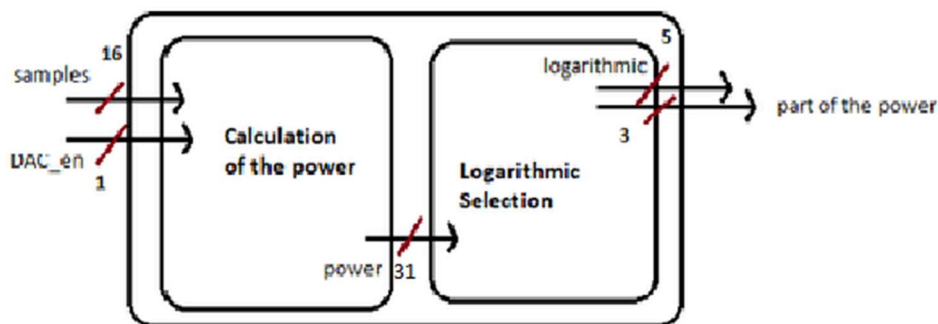 16
samples
DAC_en
1
Calculation
of the power
power 31
5
logarithmic
3
part of the power
Logarithmic
Selection